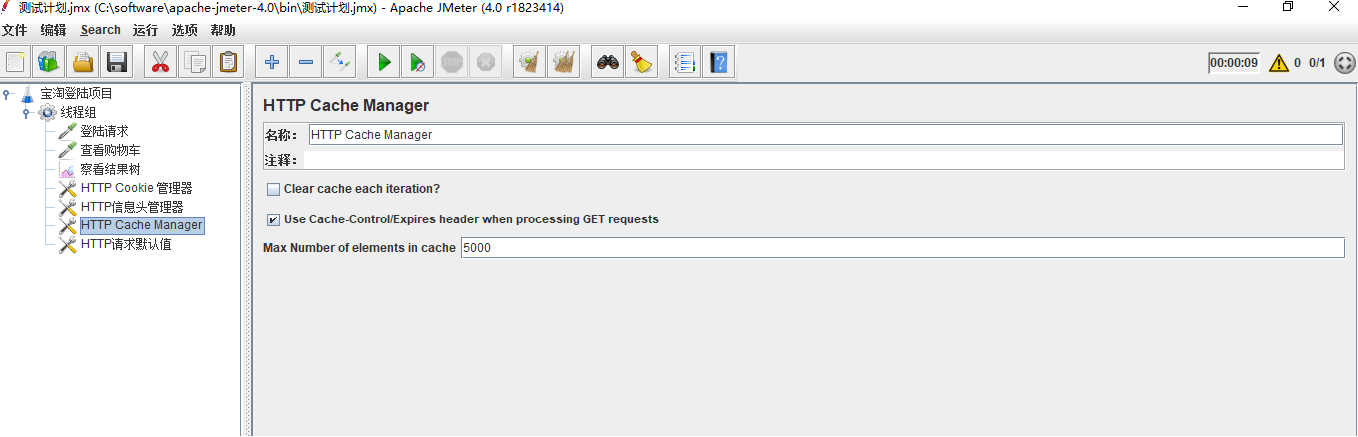 测试计划.jmx (C:\software\apache-jmeter-4.0\bin\测试计划.jmx) - Apache JMeter (4.0 r1823414)
文件 编辑 Search 运行 选项 帮助
STOP ? 00:00:09 0 0/1
宝淘登陆项目
线程组
登陆请求
查看购物车
察看结果树
HTTP Cookie 管理器
HTTP信息头管理器
HTTP Cache Manager
HTTP请求默认值
HTTP Cache Manager
名称： HTTP Cache Manager
注释：
Clear cache each iteration?
Use Cache-Control/Expires header when processing GET requests
Max Number of elements in cache 5000